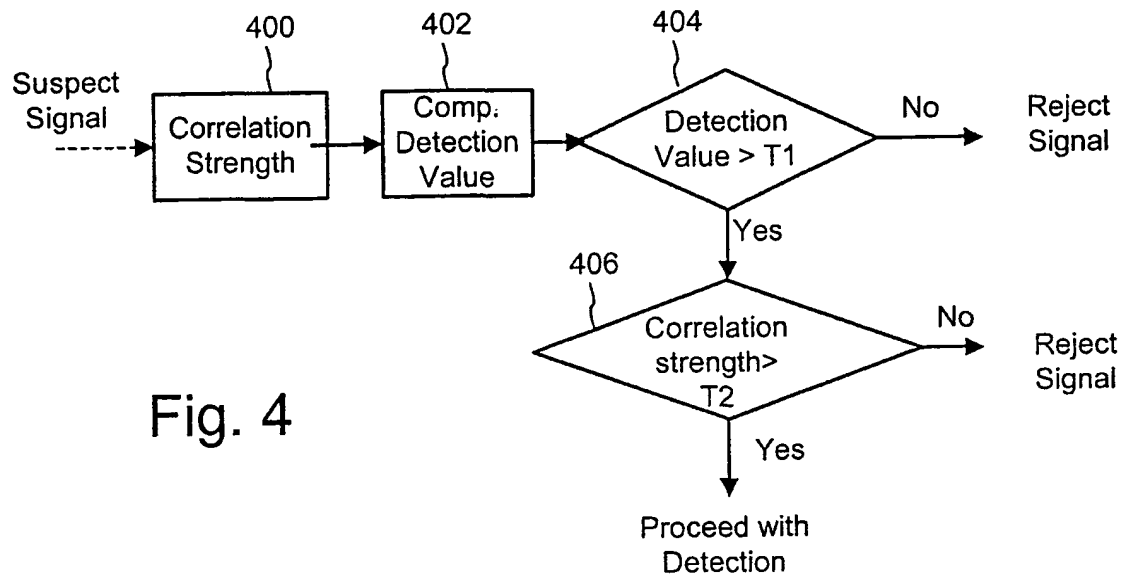 400
402
404
Suspect
Signal
Correlation
Strength
Comp.
Detection
Value
Detection
Value > T1
No
Reject
Signal
Yes
406
Correlation
strength>
T2
No
Reject
Signal
Yes
Proceed with
Detection
Fig. 4